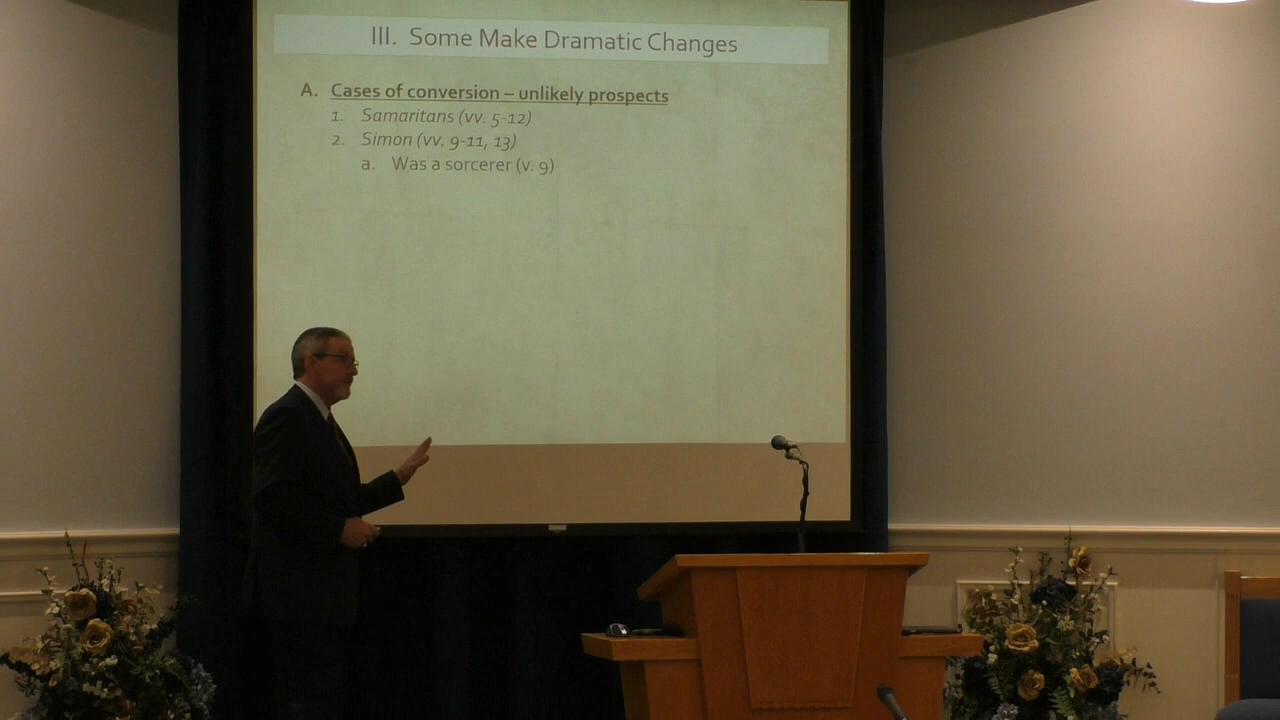 III. Some Make Dramatic Changes
A. Cases of conversion – unlikely prospects
1. Samaritans (vv. 5-12)
2. Simon (vv. 9-11, 13)
a. Was a sorcerer (v. 9)